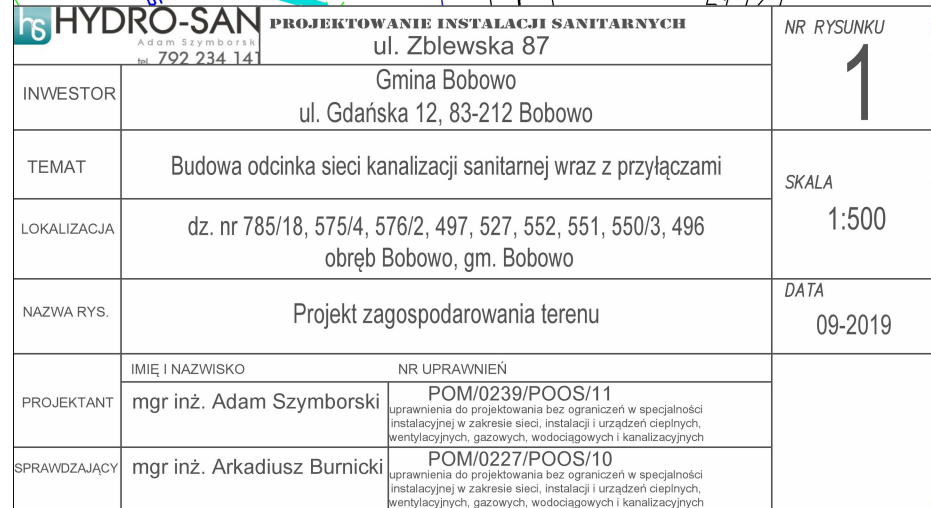 hs HYDRO-SAN
Adam Szymborski
tel. 792 234 141
PROJEKTOWANIE INSTALACJI SANITARNYCH
ul. Zblewska 87
NR RYSUNKU
1
INWESTOR
Gmina Bobowo
ul. Gdańska 12, 83-212 Bobowo
TEMAT
Budowa odcinka sieci kanalizacji sanitarnej wraz z przyłączami
SKALA
1:500
LOKALIZACJA
dz. nr 785/18, 575/4, 576/2, 497, 527, 552, 551, 550/3, 496
obręb Bobowo, gm. Bobowo
NAZWA RYS.
Projekt zagospodarowania terenu
DATA
09-2019
IMIĘ I NAZWISKO
NR UPRAWNIEŃ
PROJEKTANT
mgr inż. Adam Szymborski
POM/0239/POOS/11
uprawnienia do projektowania bez ograniczeń w specjalności
instalacyjnej w zakresie sieci, instalacji i urządzeń cieplnych,
wentylacyjnych, gazowych, wodociągowych i kanalizacyjnych
SPRAWDZAJĄCY
mgr inż. Arkadiusz Burnicki
POM/0227/POOS/10
uprawnienia do projektowania bez ograniczeń w specjalności
instalacyjnej w zakresie sieci, instalacji i urządzeń cieplnych,
wentylacyjnych, gazowych, wodociągowych i kanalizacyjnych